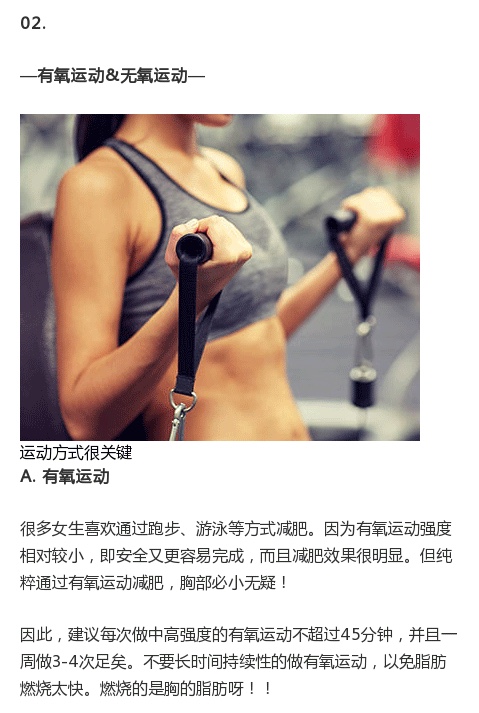 02.
—有氧运动&无氧运动—
运动方式很关键
A. 有氧运动
很多女生喜欢通过跑步、游泳等方式减肥。因为有氧运动强度
相对较小，即安全又更容易完成，而且减肥效果很明显。但纯
粹通过有氧运动减肥，胸部必小无疑！
因此，建议每次做中高强度的有氧运动不超过45分钟，并且一
周做3-4次足矣。不要长时间持续性的做有氧运动，以免脂肪
燃烧太快。燃烧的是胸的脂肪呀！！